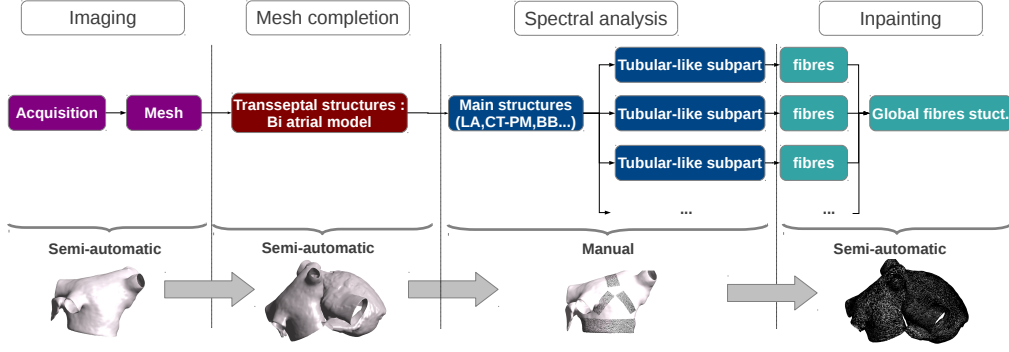 Imaging
Mesh completion
Spectral analysis
Inpainting
Acquisition
Mesh
Transseptal structures :
Bi atrial model
Main structures
(LA,CT-PM,BB...)
Tubular-like subpart
fibres
Tubular-like subpart
fibres
Global fibres stuct.
Tubular-like subpart
fibres
...
...
Semi-automatic
Semi-automatic
Manual
Semi-automatic